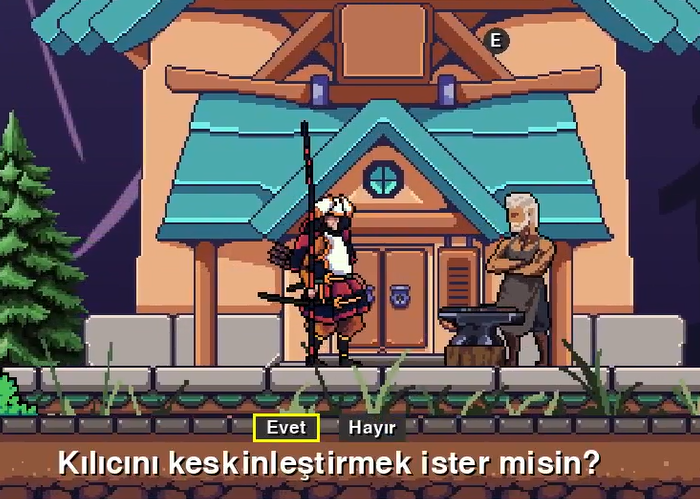 E
Evet Hayır
Kılıcını keskinleştirmek ister misin?